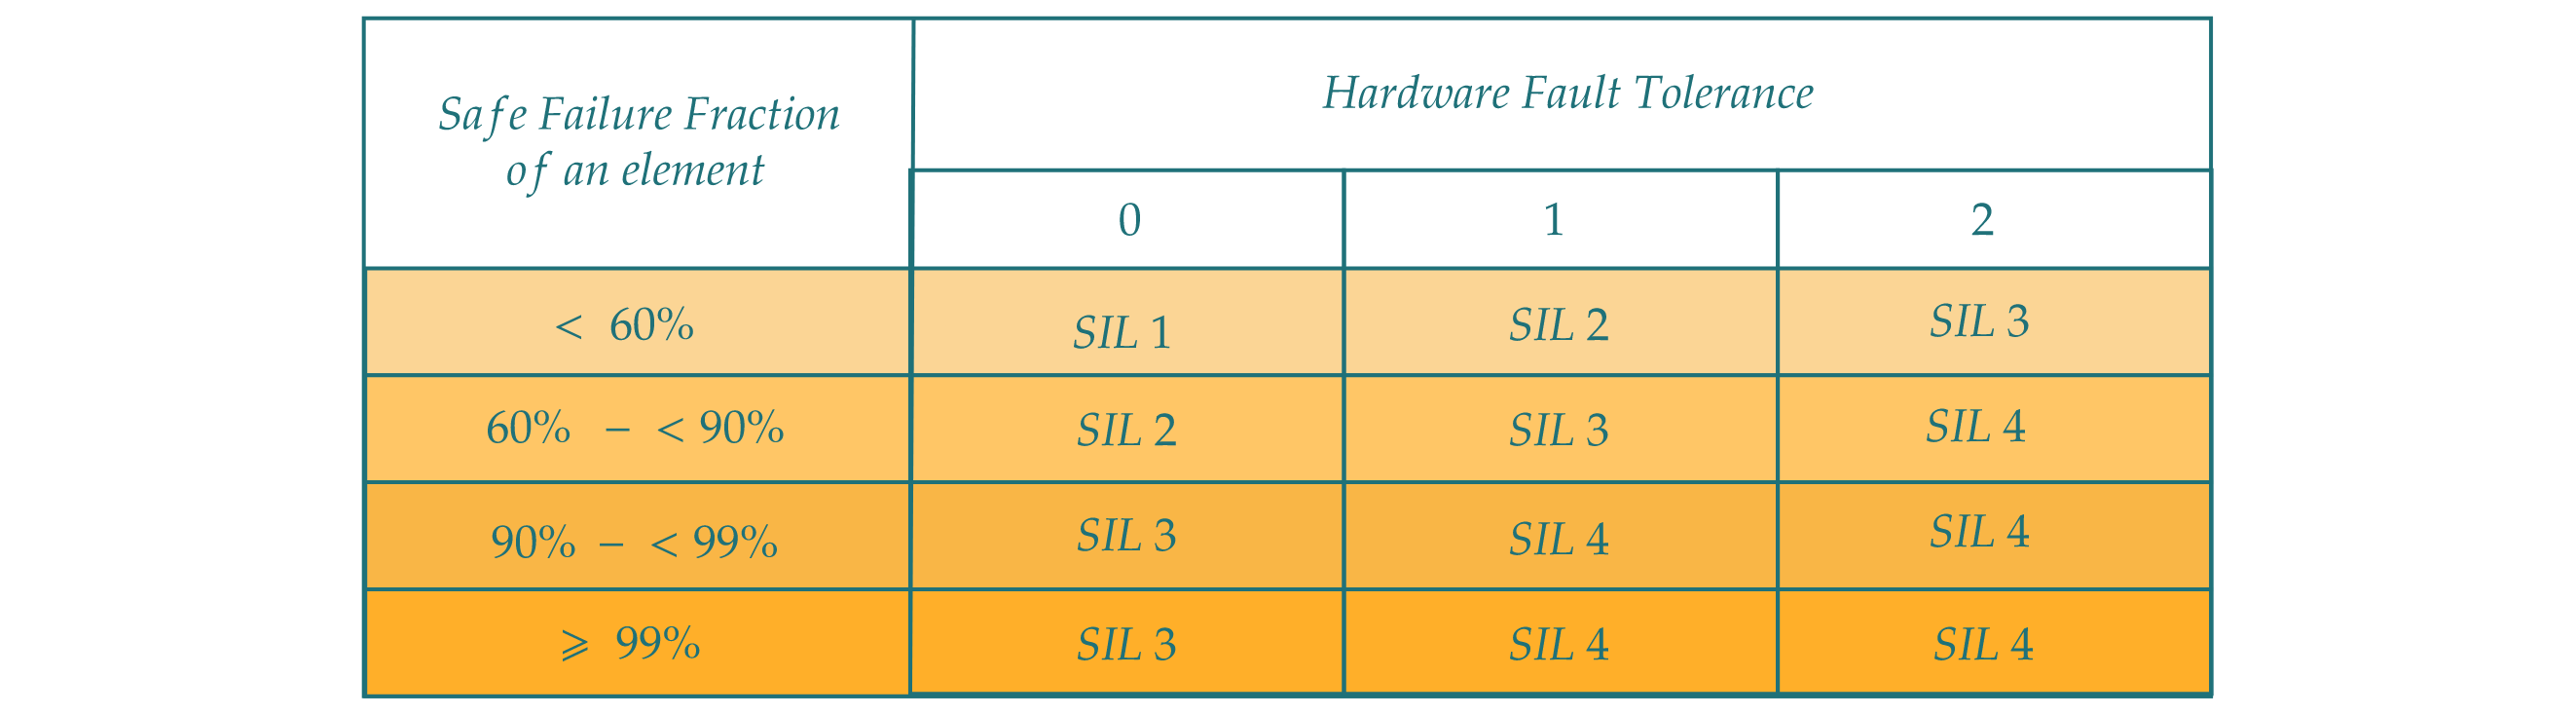 Safe Failure Fraction
of an element
Hardware Fault Tolerance
0 1 2
< 60% SIL 1 SIL 2 SIL 3
60% – < 90% SIL 2 SIL 3 SIL 4
90% – < 99% SIL 3 SIL 4 SIL 4
⩾ 99% SIL 3 SIL 4 SIL 4